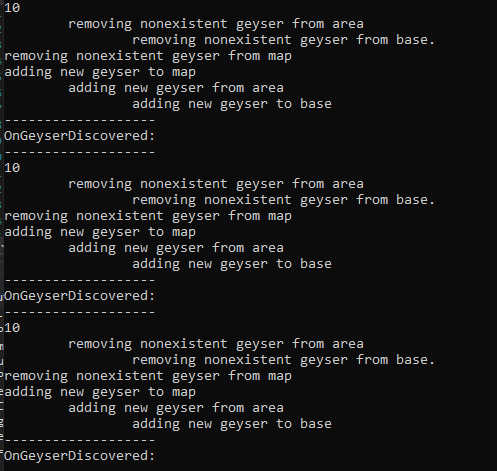 10
removing nonexistent geyser from area
removing nonexistent geyser from base.
removing nonexistent geyser from map
adding new geyser to map
adding new geyser from area
adding new geyser to base
-------------------
OnGeyserDiscovered:
-------------------
10
removing nonexistent geyser from area
removing nonexistent geyser from base.
removing nonexistent geyser from map
adding new geyser to map
adding new geyser from area
adding new geyser to base
-------------------
OnGeyserDiscovered:
-------------------
10
removing nonexistent geyser from area
removing nonexistent geyser from base.
removing nonexistent geyser from map
adding new geyser to map
adding new geyser from area
adding new geyser to base
-------------------
OnGeyserDiscovered: